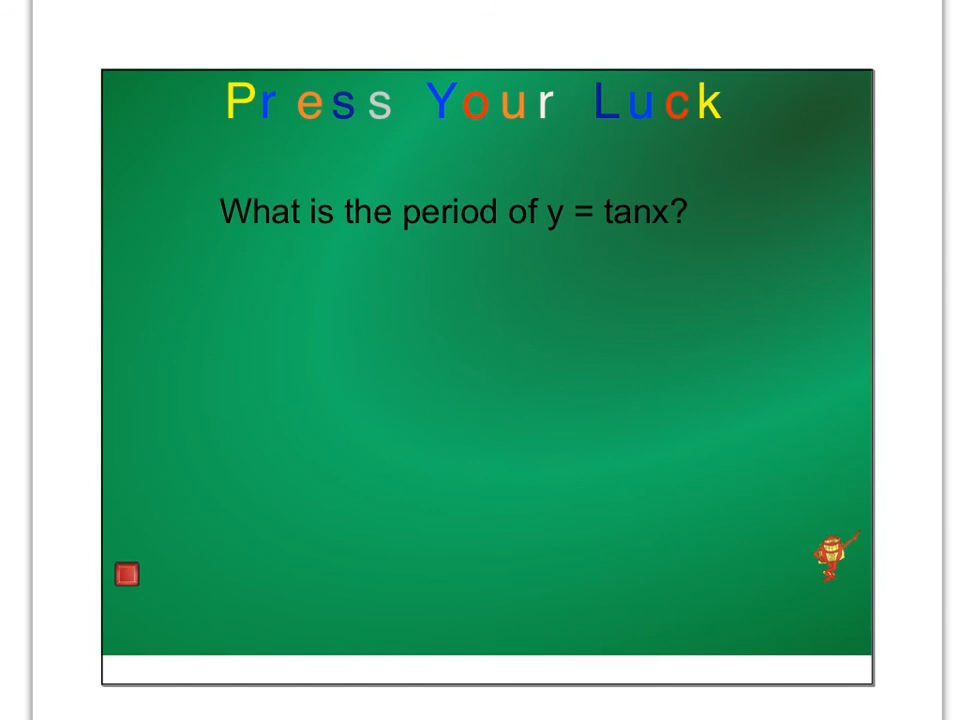 Press Your Luck
What is the period of y = tanx?